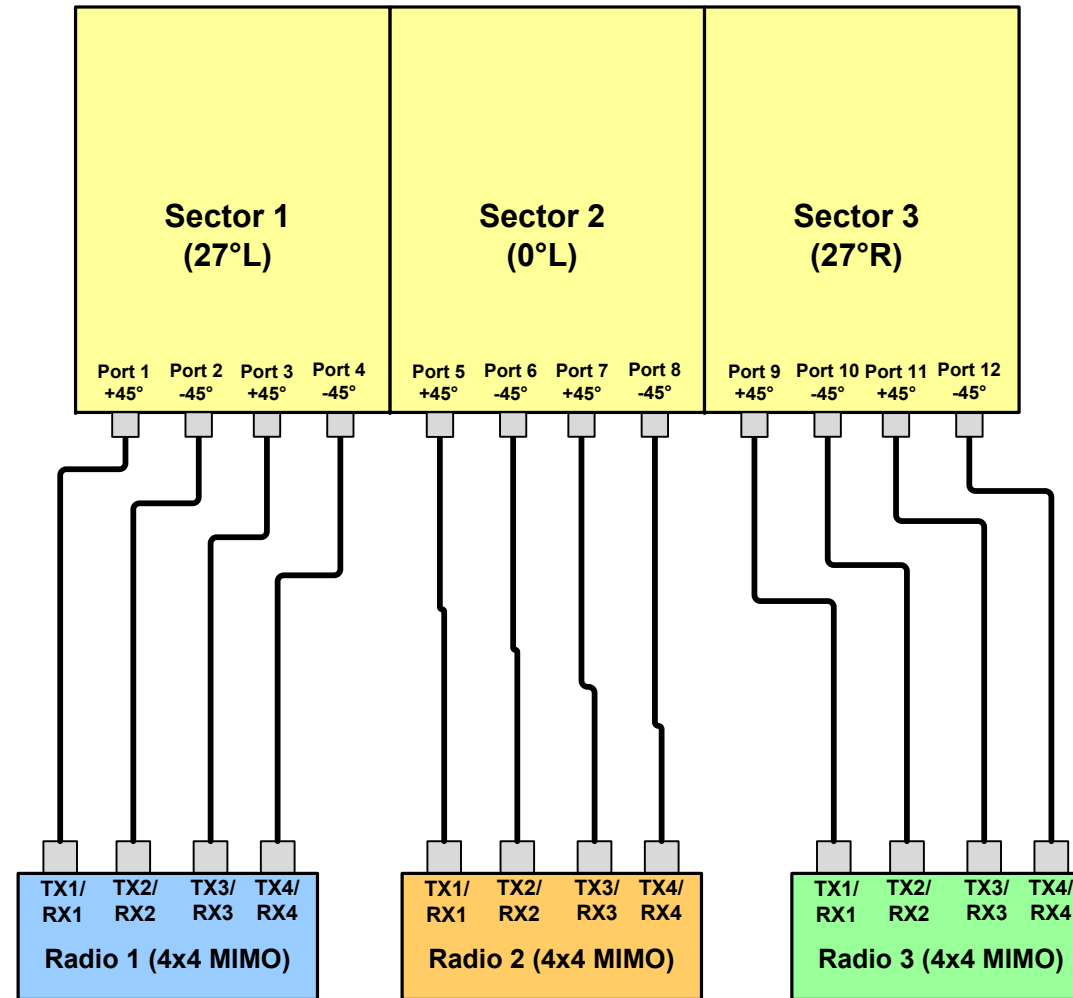 Sector 1
(27°L)
Sector 2
(0°L)
Sector 3
(27°R)
Port 1
+45°
Port 2
-45°
Port 3
+45°
Port 4
-45°
Port 5
+45°
Port 6
-45°
Port 7
+45°
Port 8
-45°
Port 9
+45°
Port 10
-45°
Port 11
+45°
Port 12
-45°
TX1/
RX1
TX2/
RX2
TX3/
RX3
TX4/
RX4
Radio 1 (4x4 MIMO)
TX1/
RX1
TX2/
RX2
TX3/
RX3
TX4/
RX4
Radio 2 (4x4 MIMO)
TX1/
RX1
TX2/
RX2
TX3/
RX3
TX4/
RX4
Radio 3 (4x4 MIMO)